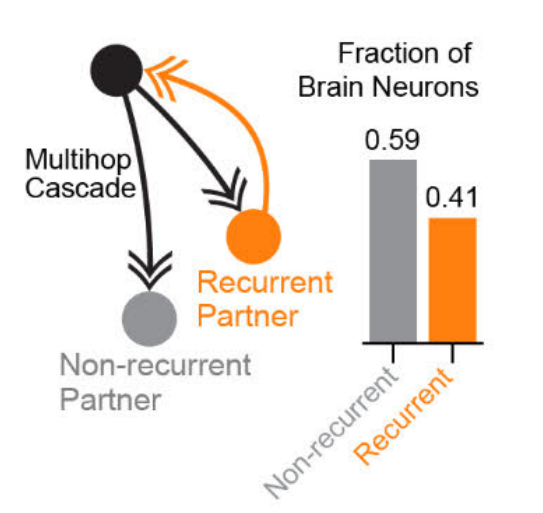 Multihop
Cascade
Recurrent
Partner
Non-recurrent
Partner
Fraction of
Brain Neurons
0.59
0.41
Non-recurrent
Recurrent